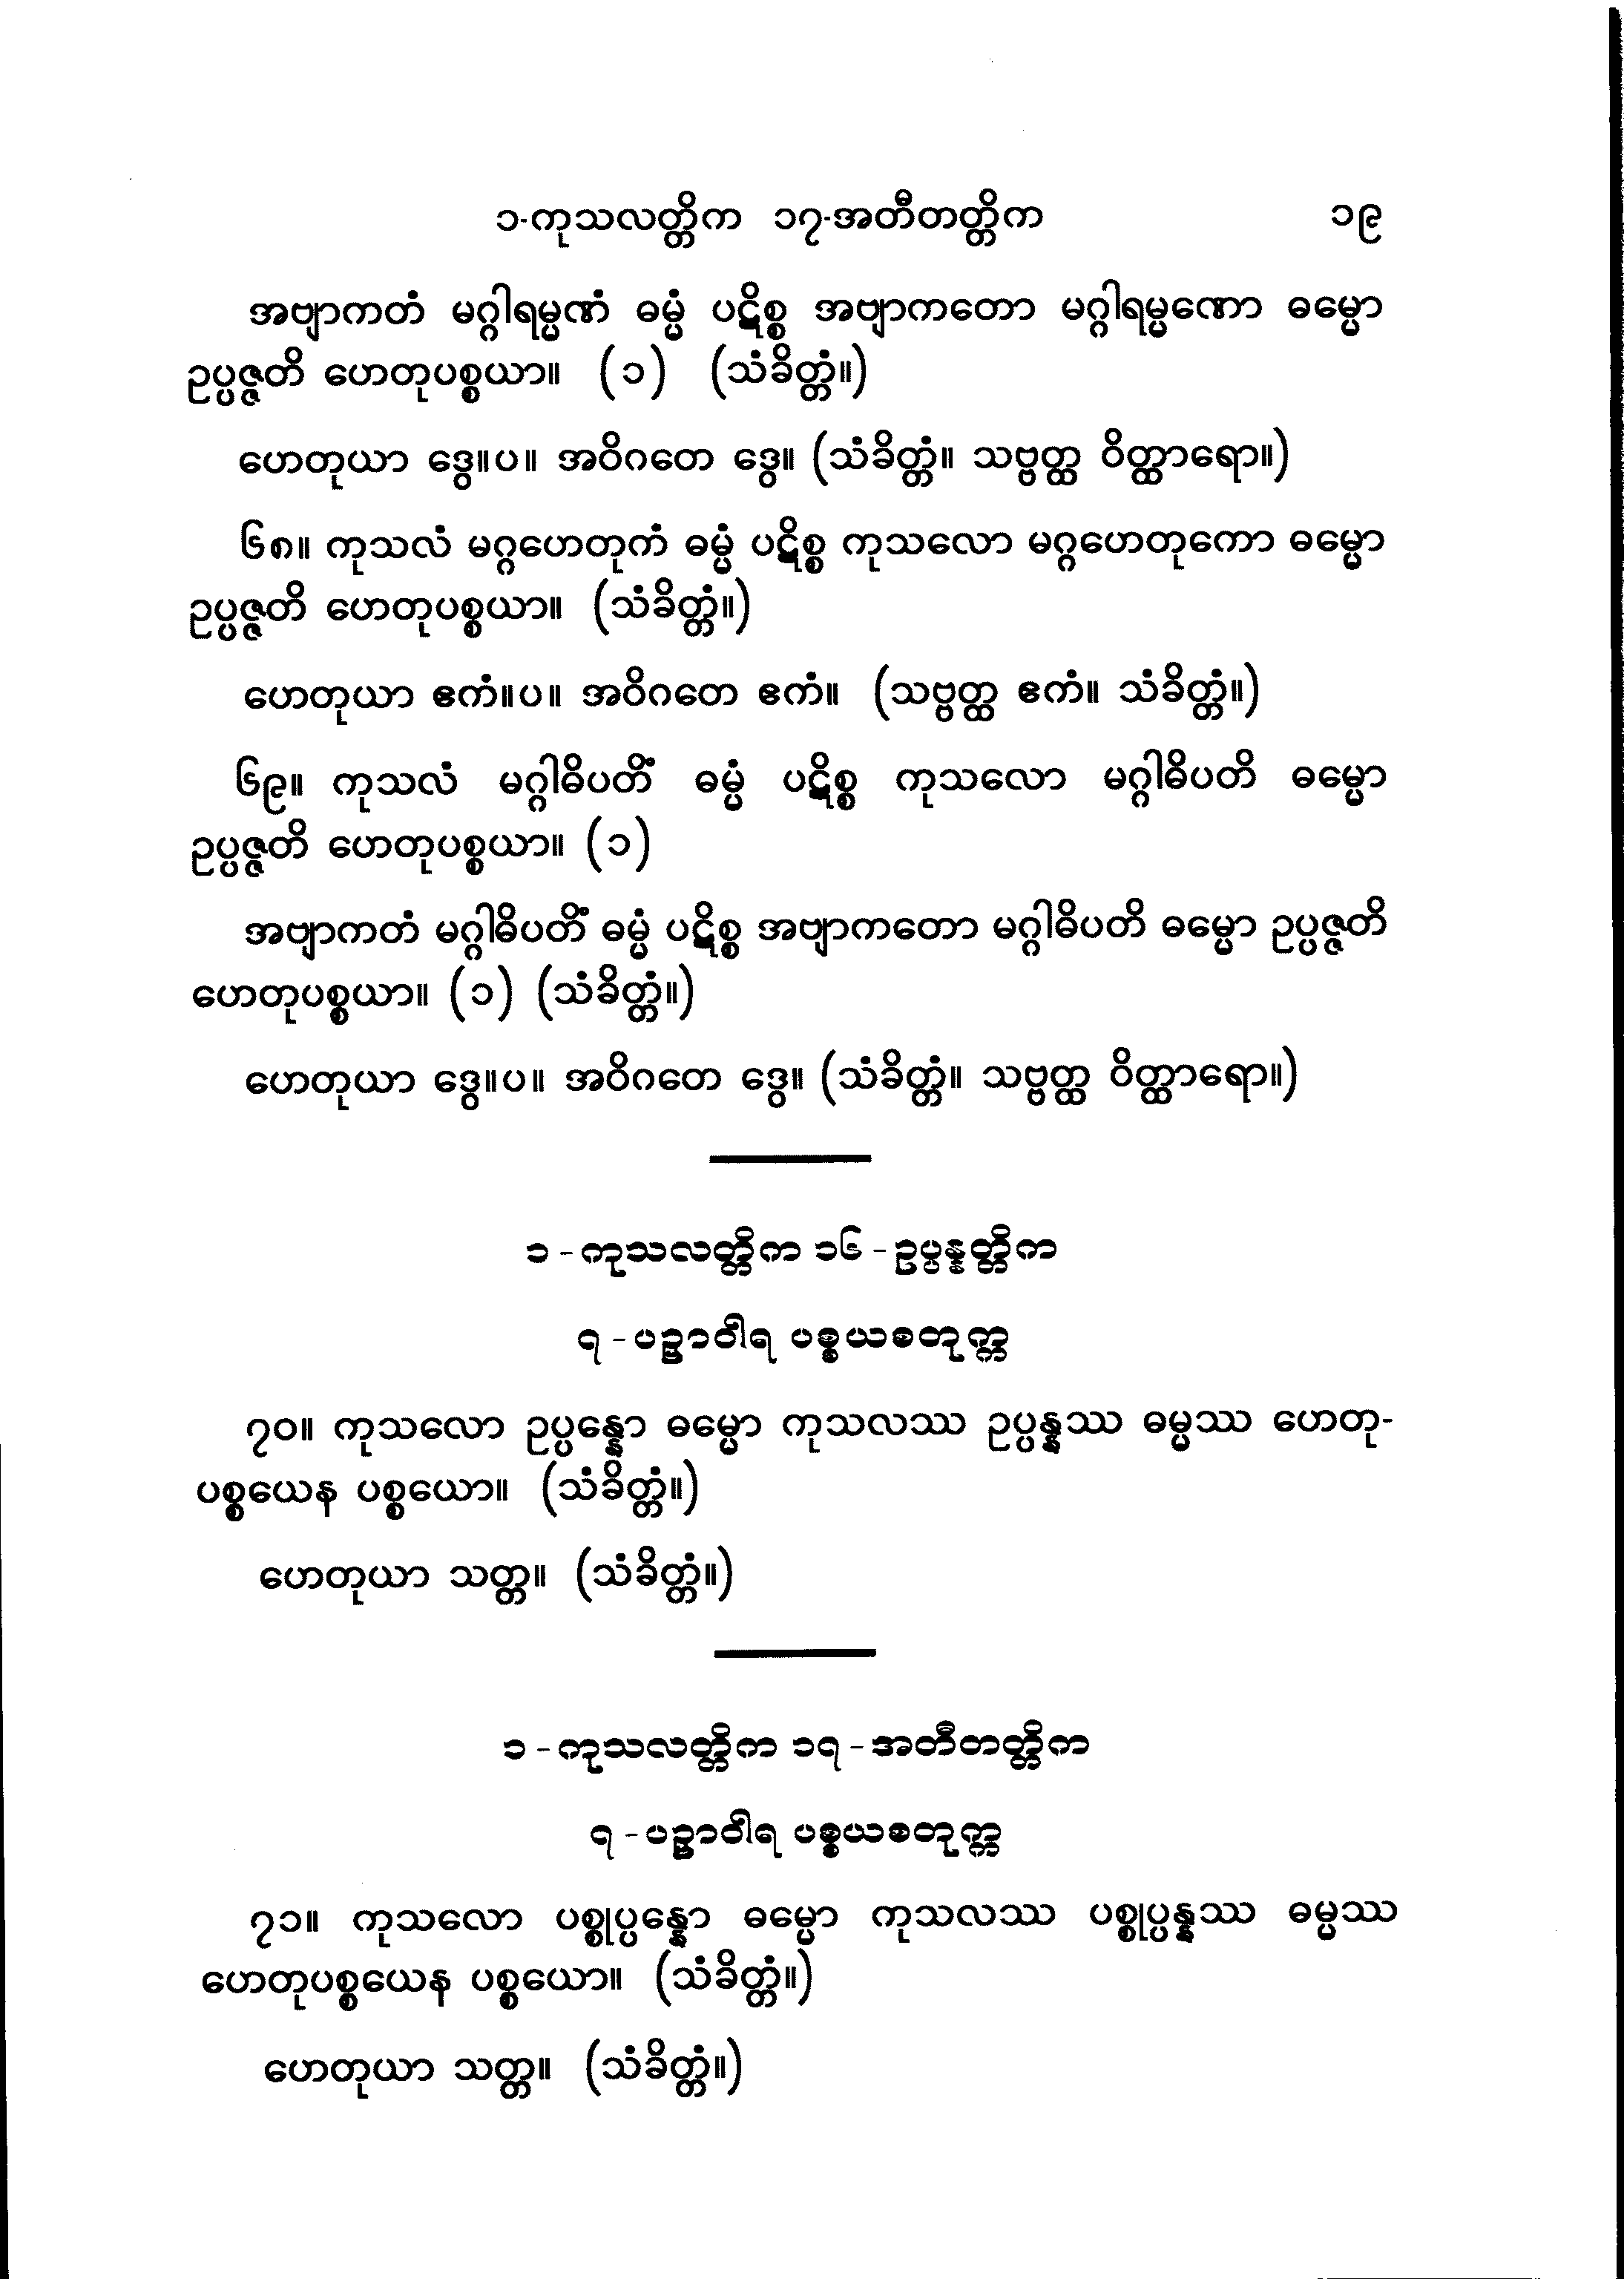 ၁-ကုသလတ္တိက ၁၇-အတီတတ္တိက ၁၉
အဗျာကတံ မဂ္ဂါရမ္မဏံ ဓမ္မံ ပဋိစ္စ အဗျာကတော မဂ္ဂါရမ္မဏော ဓမ္မော
ဥပ္ပဇ္ဇတိ ဟေတုပစ္စယာ။ (၁) (သံခိတ္တံ။)
ဟေတုယာ ဒွေ။ပ။ အဝိဂတေ ဒွေ။ (သံခိတ္တံ။ သဗ္ဗတ္ထ ဝိတ္ထာရော။)
၆၈။ ကုသလံ မဂ္ဂဟေတုကံ ဓမ္မံ ပဋိစ္စ ကုသလော မဂ္ဂဟေတုကော ဓမ္မော
ဥပ္ပဇ္ဇတိ ဟေတုပစ္စယာ။ (သံခိတ္တံ။)
ဟေတုယာ ဧကံ။ပ။ အဝိဂတေ ဧကံ။ (သဗ္ဗတ္ထ ဧကံ။ သံခိတ္တံ။)
၆၉။ ကုသလံ မဂ္ဂါဓိပတိံ ဓမ္မံ ပဋိစ္စ ကုသလော မဂ္ဂါဓိပတိ ဓမ္မော
ဥပ္ပဇ္ဇတိ ဟေတုပစ္စယာ။ (၁)
အဗျာကတံ မဂ္ဂါဓိပတိံ ဓမ္မံ ပဋိစ္စ အဗျာကတော မဂ္ဂါဓိပတိ ဓမ္မော ဥပ္ပဇ္ဇတိ
ဟေတုပစ္စယာ။ (၁) (သံခိတ္တံ။)
ဟေတုယာ ဒွေ။ပ။ အဝိဂတေ ဒွေ။ (သံခိတ္တံ။ သဗ္ဗတ္ထ ဝိတ္ထာရော။)
၁ - ကုသလတ္တိက ၁၆ - ဥပ္ပန္နတ္တိက
၇ - ပဉှာဝါရ ပစ္စယစတုက္က
၇၀။ ကုသလော ဥပ္ပန္နော ဓမ္မော ကုသလဿ ဥပ္ပန္နဿ ဓမ္မဿ ဟေတု-
ပစ္စယေန ပစ္စယော။ (သံခိတ္တံ။)
ဟေတုယာ သတ္တ။ (သံခိတ္တံ။)
၁ - ကုသလတ္တိက ၁၇ - အတီတတ္တိက
၇ - ပဉှာဝါရ ပစ္စယစတုက္က
၇၁။ ကုသလော ပစ္စုပ္ပန္နော ဓမ္မော ကုသလဿ ပစ္စုပ္ပန္နဿ ဓမ္မဿ
ဟေတုပစ္စယေန ပစ္စယော။ (သံခိတ္တံ။)
ဟေတုယာ သတ္တ။ (သံခိတ္တံ။)